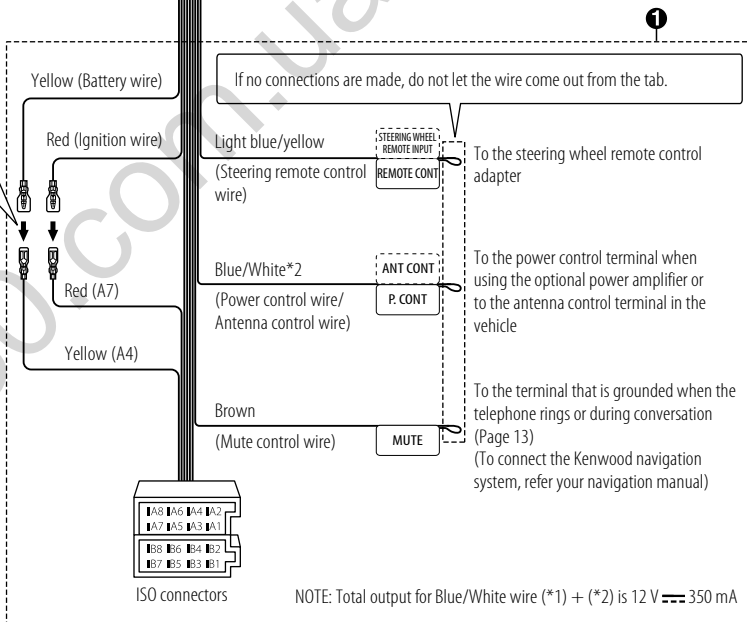 1
Yellow (Battery wire)
If no connections are made, do not let the wire come out from the tab.
Red (Ignition wire)
Light blue/yellow
(Steering remote control
wire)
STEERING WHEEL
REMOTE INPUT
REMOTE CONT
To the steering wheel remote control
adapter
Blue/White*2
(Power control wire/
Antenna control wire)
ANT CONT
P. CONT
To the power control terminal when
using the optional power amplifier or
to the antenna control terminal in the
vehicle
Red (A7)
Yellow (A4)
Brown
(Mute control wire)
MUTE
To the terminal that is grounded when the
telephone rings or during conversation
(Page 13)
(To connect the Kenwood navigation
system, refer your navigation manual)
A8 A6 A4 A2
A7 A5 A3 A1
B8 B6 B4 B2
B7 B5 B3 B1
ISO connectors
NOTE: Total output for Blue/White wire (*1) + (*2) is 12 V ⎓ 350 mA
.com.ua